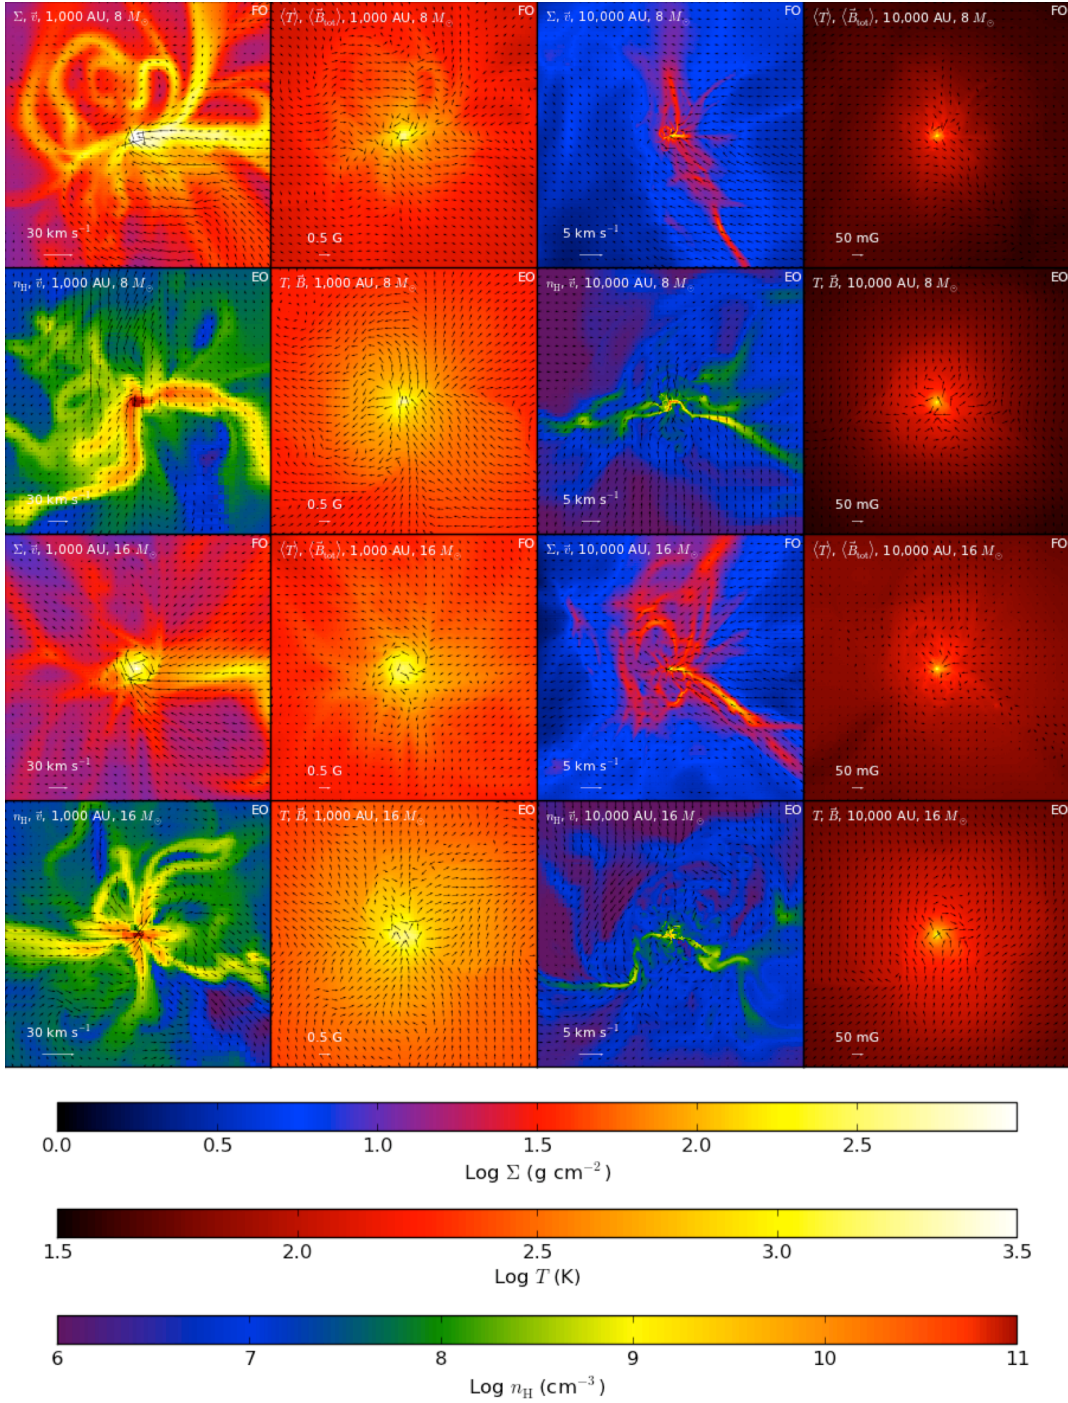 Σ, v⃗, 1,000 AU, 8 M☉ FO
⟨T⟩, ⟨B⃗tot⟩, 1,000 AU, 8 M☉ FO
Σ, v⃗, 10,000 AU, 8 M☉ FO
⟨T⟩, ⟨B⃗tot⟩, 10,000 AU, 8 M☉ FO
30 km s⁻¹
0.5 G
5 km s⁻¹
50 mG
nH, v⃗, 1,000 AU, 8 M☉ EO
T, B⃗, 1,000 AU, 8 M☉ EO
nH, v⃗, 10,000 AU, 8 M☉ EO
T, B⃗, 10,000 AU, 8 M☉ EO
30 km s⁻¹
0.5 G
5 km s⁻¹
50 mG
Σ, v⃗, 1,000 AU, 16 M☉ FO
⟨T⟩, ⟨B⃗tot⟩, 1,000 AU, 16 M☉ FO
Σ, v⃗, 10,000 AU, 16 M☉ FO
⟨T⟩, ⟨B⃗tot⟩, 10,000 AU, 16 M☉ FO
30 km s⁻¹
0.5 G
5 km s⁻¹
50 mG
nH, v⃗, 1,000 AU, 16 M☉ EO
T, B⃗, 1,000 AU, 16 M☉ EO
nH, v⃗, 10,000 AU, 16 M☉ EO
T, B⃗, 10,000 AU, 16 M☉ EO
30 km s⁻¹
0.5 G
5 km s⁻¹
50 mG
0.0 0.5 1.0 1.5 2.0 2.5
Log Σ (g cm⁻²)
1.5 2.0 2.5 3.0 3.5
Log T (K)
6 7 8 9 10 11
Log nH (cm⁻³)